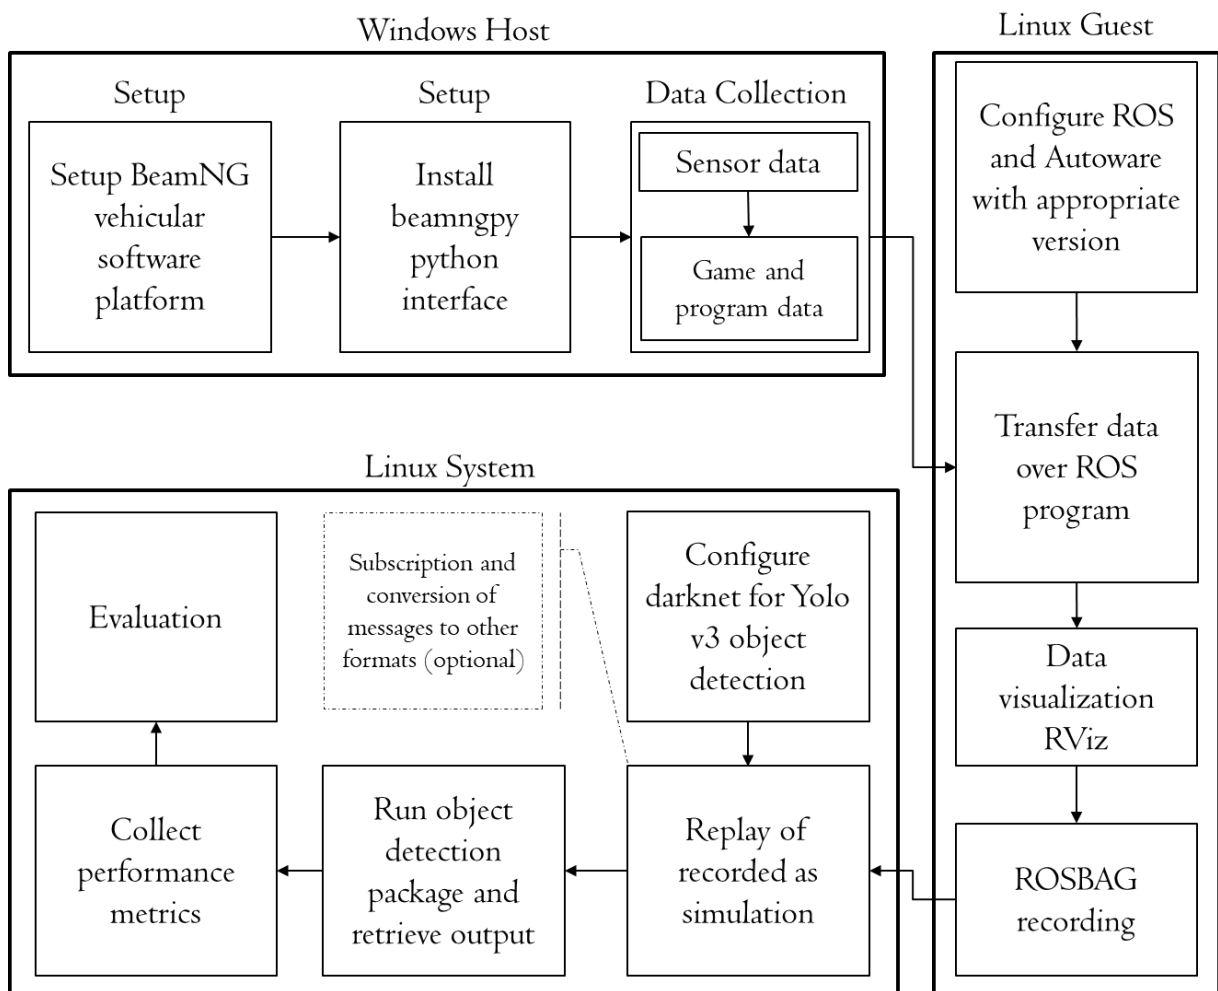 Windows Host
Setup
Setup BeamNG
vehicular
software
platform
Setup
Install
beamngpy
python
interface
Data Collection
Sensor data
Game and
program data
Linux Guest
Configure ROS
and Autoware
with appropriate
version
Transfer data
over ROS
program
Data
visualization
RViz
ROSBAG
recording
Linux System
Configure
darknet for Yolo
v3 object
detection
Subscription and
conversion of
messages to other
formats (optional)
Replay of
recorded as
simulation
Run object
detection
package and
retrieve output
Collect
performance
metrics
Evaluation